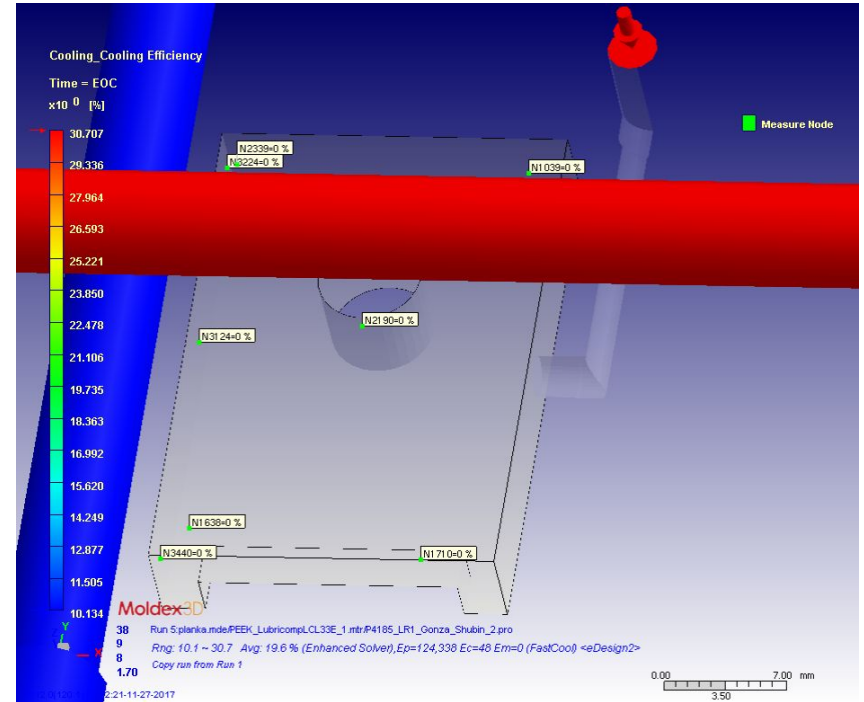 Cooling_Cooling Efficiency
Time = EOC
x10 0 [%]
30.707
29.336
27.964
26.593
25.221
23.850
22.478
21.106
19.735
18.363
16.992
15.620
14.249
12.877
11.505
10.134
Measure Node
N2339=0 %
N3224=0 %
N1039=0 %
N2190=0 %
N3124=0 %
N1638=0 %
N3440=0 %
N1710=0 %
Moldex3D
Y
X
38
9
8
1.70
Run 5:planka.mde/PEEK_LubricompLCL33E_1.mtr/P4185_LR1_Gonza_Shubin_2.pro
Rng: 10.1 ~ 30.7 Avg: 19.6 % (Enhanced Solver),Ep=124,338 Ec=48 Em=0 (FastCool) <eDesign2>
Copy run from Run 1
2:21-11-27-2017
0.00 7.00 mm
3.50